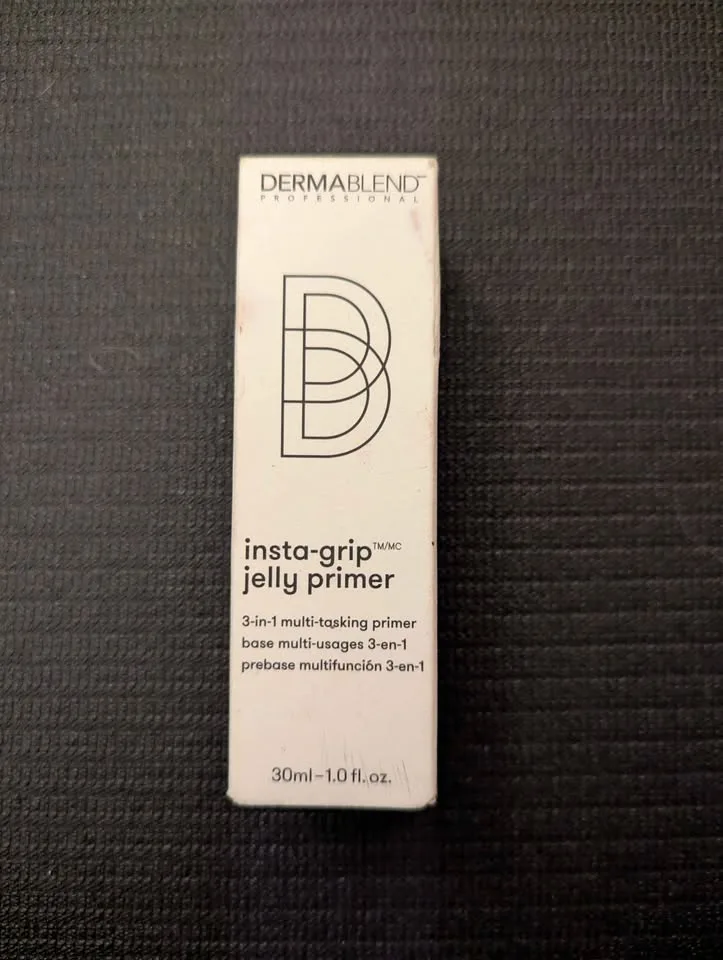 DERMABLEND™
PROFESSIONAL
insta-grip™/MC
jelly primer
3-in-1 multi-tasking primer
base multi-usages 3-en-1
prebase multifunción 3-en-1
30ml-1.0 fl. oz.